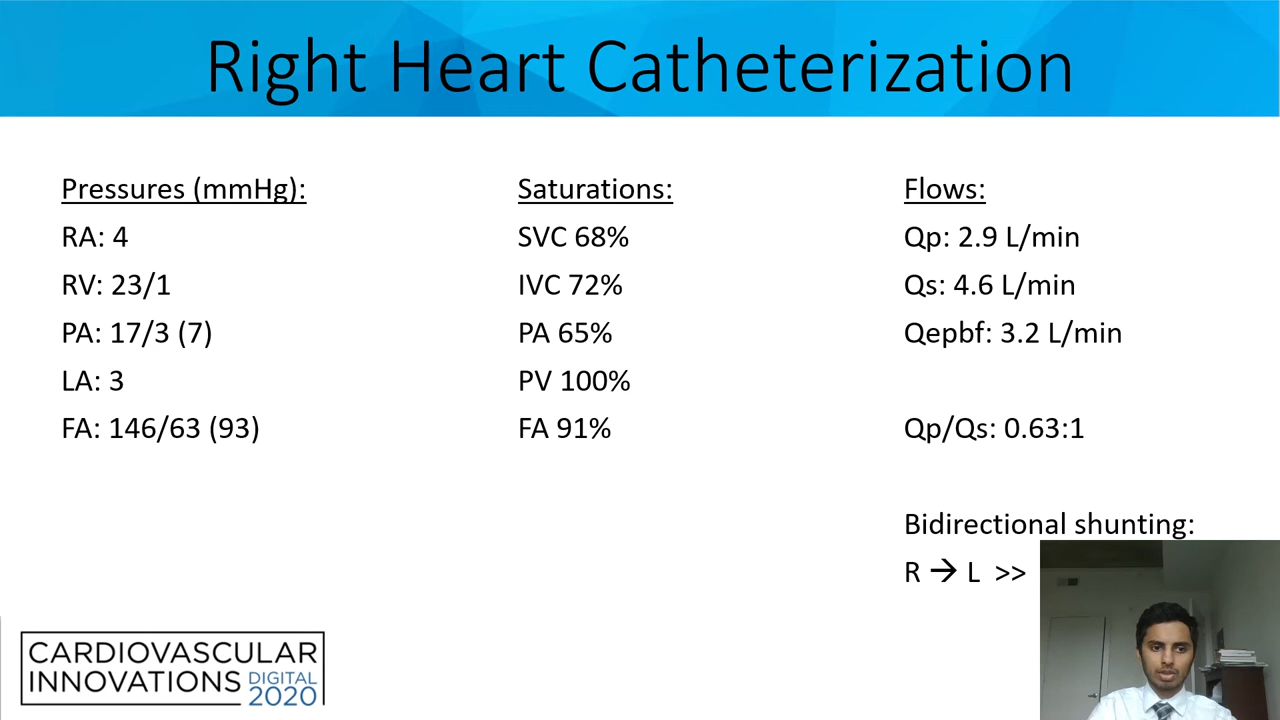 Right Heart Catheterization
Pressures (mmHg):
RA: 4
RV: 23/1
PA: 17/3 (7)
LA: 3
FA: 146/63 (93)
Saturations:
SVC 68%
IVC 72%
PA 65%
PV 100%
FA 91%
Flows:
Qp: 2.9 L/min
Qs: 4.6 L/min
Qepbf: 3.2 L/min
Qp/Qs: 0.63:1
Bidirectional shunting:
R → L >>
CARDIOVASCULAR
INNOVATIONS DIGITAL 2020